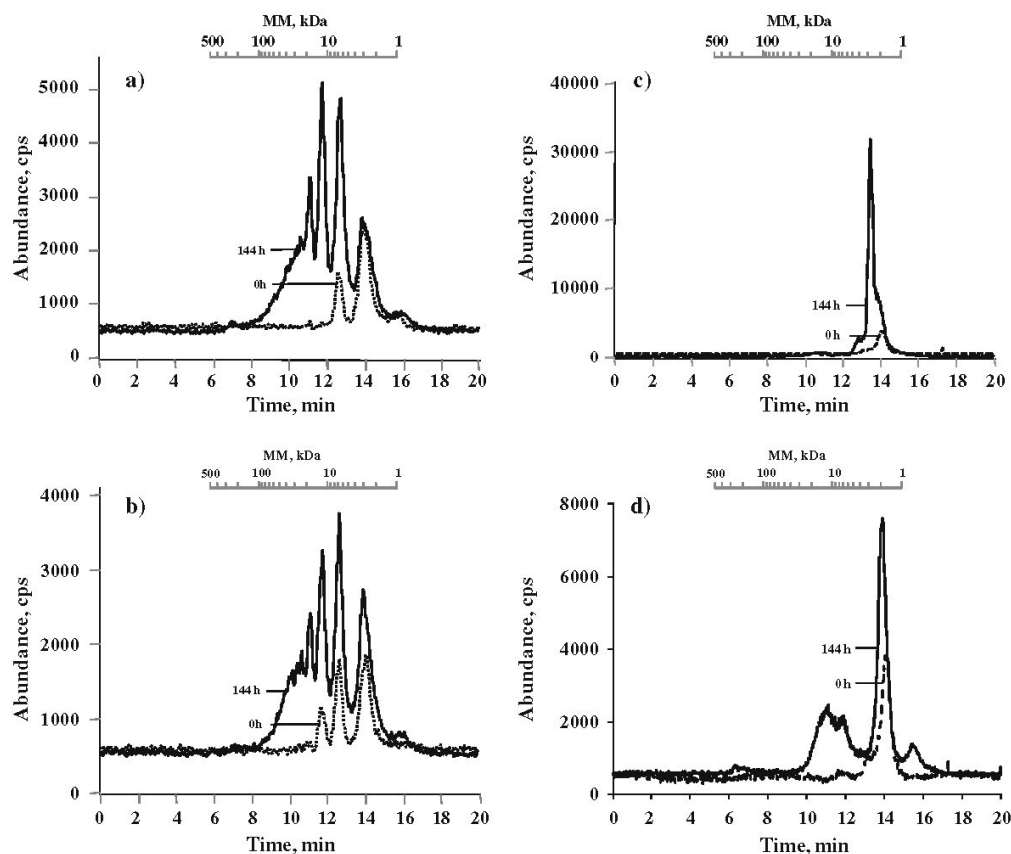 MM, kDa
500 100 10 1
a)
5000
4000
3000
2000
1000
0
Abundance, cps
144 h
0h
0 2 4 6 8 10 12 14 16 18 20
Time, min
MM, kDa
500 100 10 1
c)
40000
30000
20000
10000
0
Abundance, cps
144 h
0 h
0 2 4 6 8 10 12 14 16 18 20
Time, min
MM, kDa
500 100 10 1
b)
4000
3000
2000
1000
0
Abundance, cps
144 h
0h
0 2 4 6 8 10 12 14 16 18 20
Time, min
MM, kDa
500 100 10 1
d)
8000
6000
4000
2000
0
Abundance, cps
144 h
0 h
0 2 4 6 8 10 12 14 16 18 20
Time, min